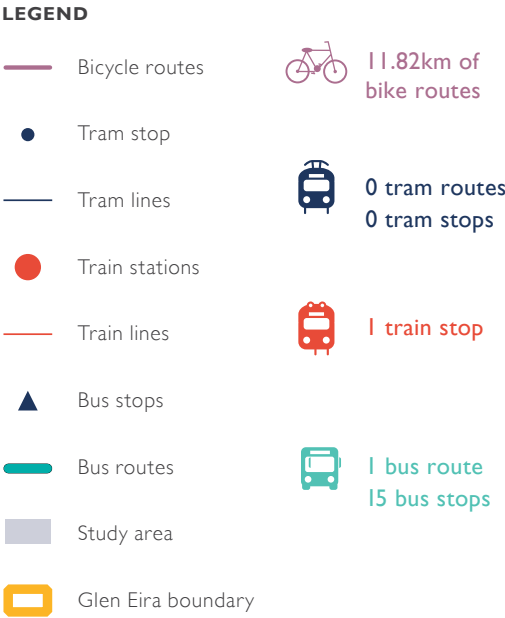 LEGEND
Bicycle routes
Tram stop
Tram lines
Train stations
Train lines
Bus stops
Bus routes
Study area
Glen Eira boundary
11.82km of
bike routes
0 tram routes
0 tram stops
1 train stop
1 bus route
15 bus stops